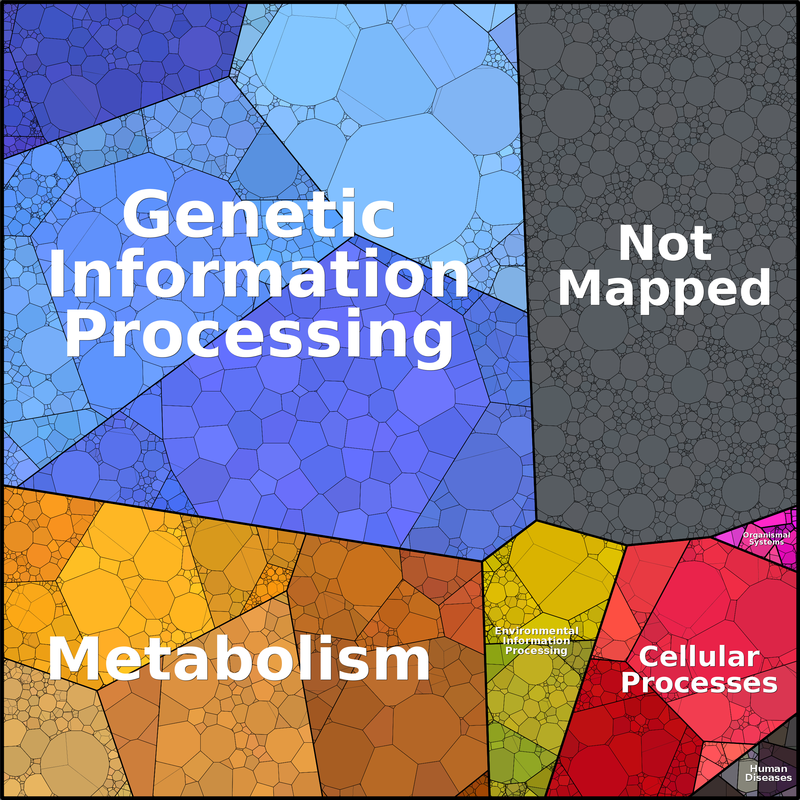 Genetic
Information
Processing
Not
Mapped
Organismal
Systems
Metabolism
Environmental
Information
Processing
Cellular
Processes
Human
Diseases